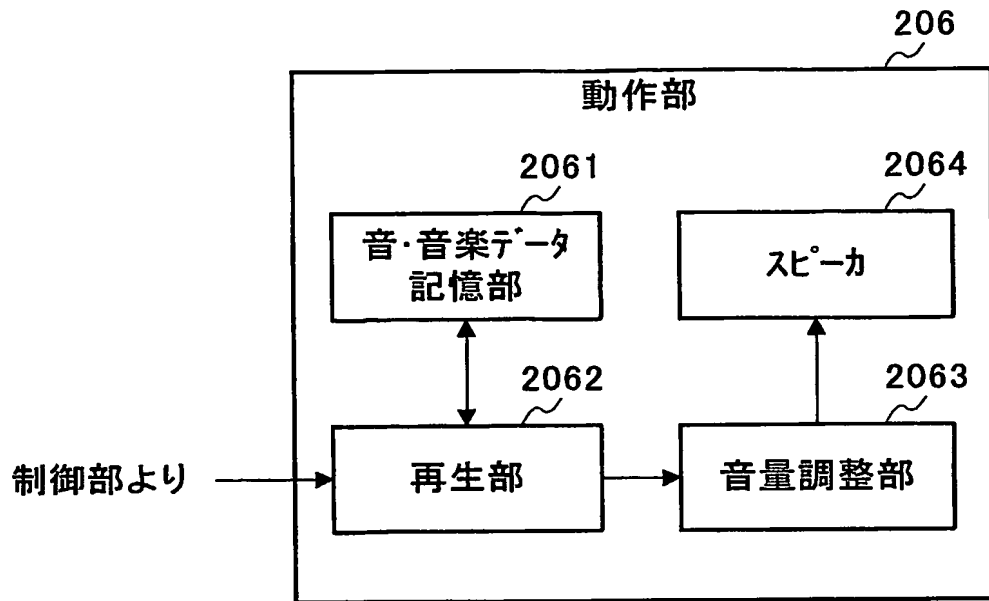 206
動作部
2061
2064
音・音楽ﾃﾞｰﾀ
記憶部
ｽﾋﾟｰｶ
2062
2063
制御部より
再生部
音量調整部